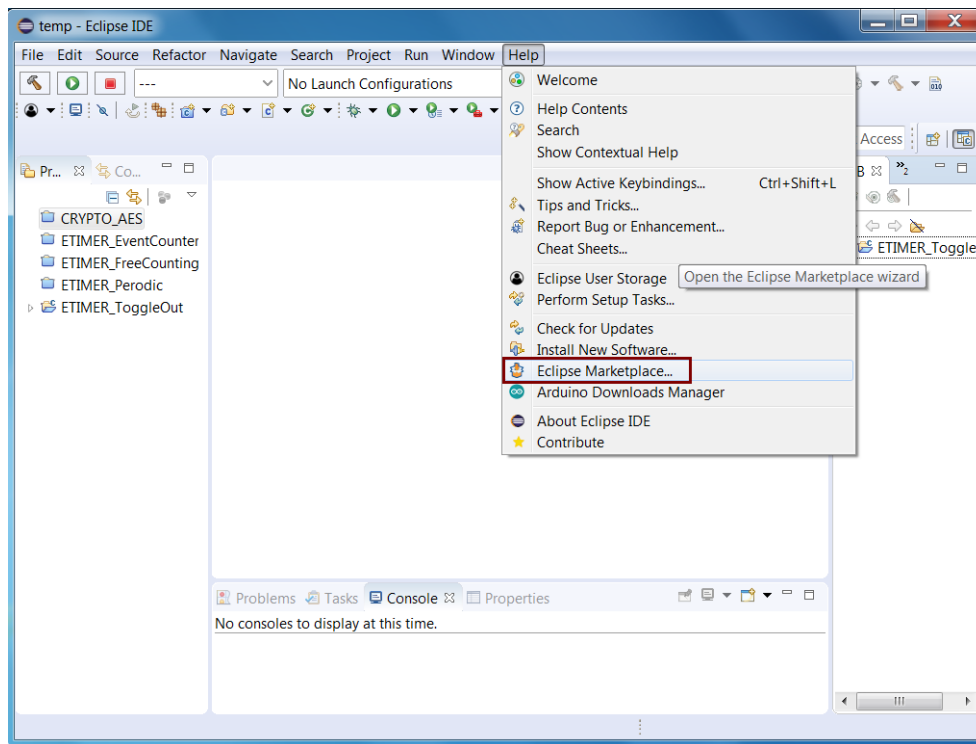 temp - Eclipse IDE
File Edit Source Refactor Navigate Search Project Run Window Help
--- No Launch Configurations
Welcome
Help Contents
Search
Show Contextual Help
Show Active Keybindings... Ctrl+Shift+L
Tips and Tricks...
Report Bug or Enhancement...
Cheat Sheets...
Eclipse User Storage
Open the Eclipse Marketplace wizard
Perform Setup Tasks...
Check for Updates
Install New Software...
Eclipse Marketplace...
Arduino Downloads Manager
About Eclipse IDE
Contribute
Access
Pr... Co...
B
2
CRYPTO_AES
ETIMER_EventCounter
ETIMER_FreeCounting
ETIMER_Perodic
ETIMER_ToggleOut
ETIMER_Toggle
Problems Tasks Console Properties
No consoles to display at this time.